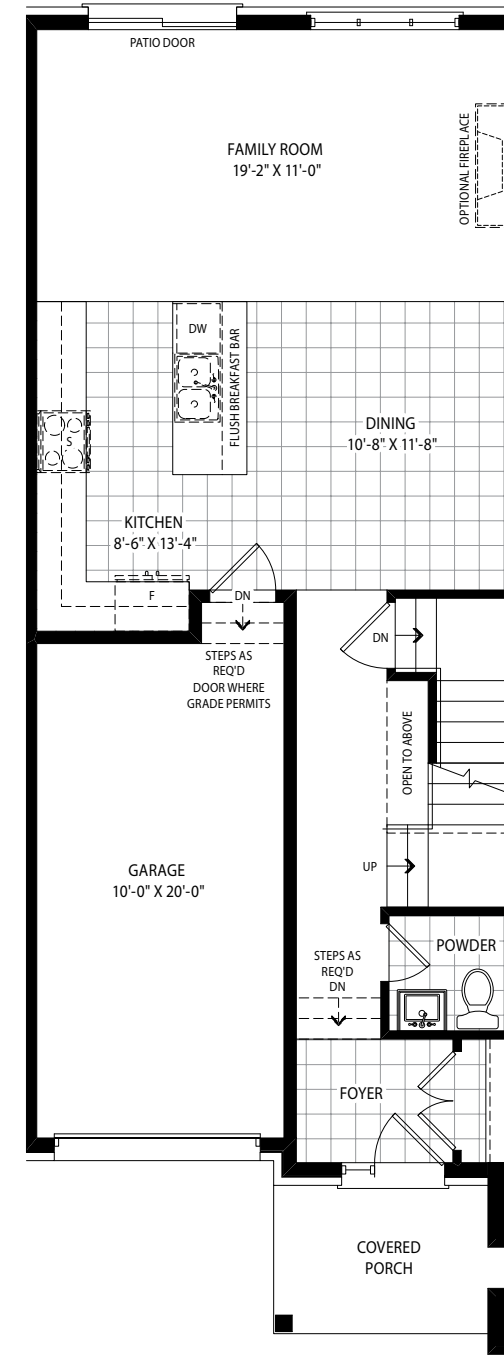 PATIO DOOR
FAMILY ROOM
19'-2" X 11'-0"
OPTIONAL FIREPLACE
DW
FLUSH BREAKFAST BAR
DINING
10'-8" X 11'-8"
S
KITCHEN
8'-6" X 13'-4"
F
DN
STEPS AS
REQ'D
DOOR WHERE
GRADE PERMITS
DN
OPEN TO ABOVE
UP
GARAGE
10'-0" X 20'-0"
POWDER
STEPS AS
REQ'D
DN
FOYER
COVERED
PORCH